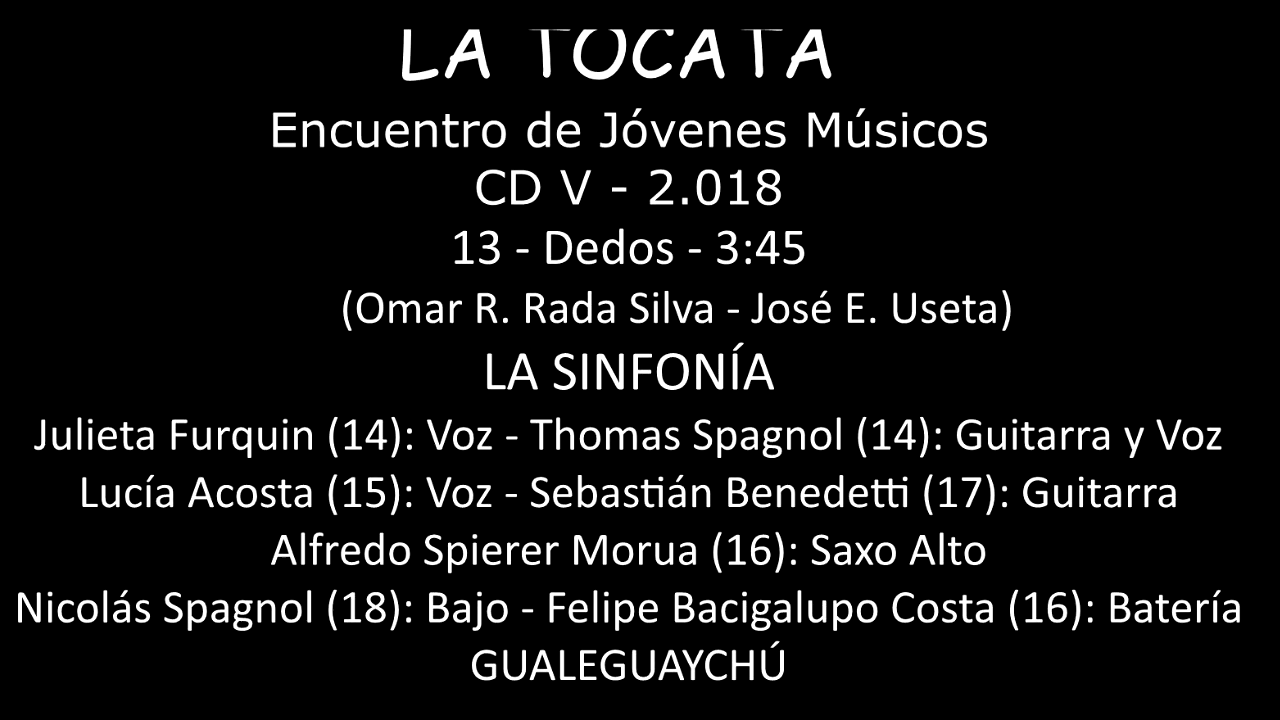 LA TOCATA
Encuentro de Jóvenes Músicos
CD V - 2.018
13 - Dedos - 3:45
(Omar R. Rada Silva - José E. Useta)
LA SINFONÍA
Julieta Furquin (14): Voz - Thomas Spagnol (14): Guitarra y Voz
Lucía Acosta (15): Voz - Sebastián Benedetti (17): Guitarra
Alfredo Spierer Morua (16): Saxo Alto
Nicolás Spagnol (18): Bajo - Felipe Bacigalupo Costa (16): Batería
GUALEGUAYCHÚ